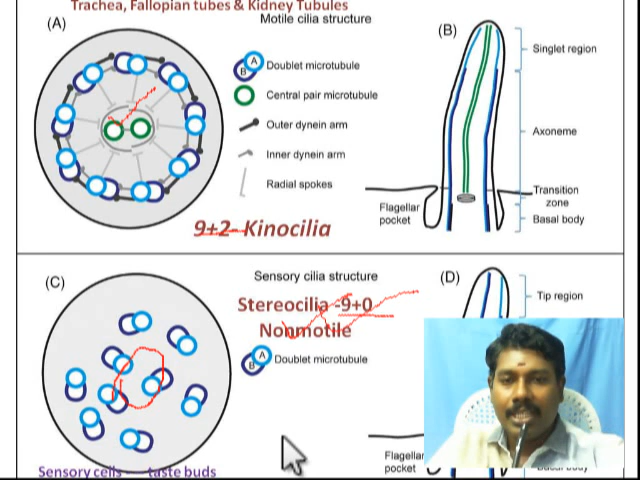 Trachea, Fallopian tubes & Kidney Tubules
(A)
Motile cilia structure
A
B
Doublet microtubule
Central pair microtubule
Outer dynein arm
Inner dynein arm
Radial spokes
9+2- Kinocilia
(B)
Singlet region
Axoneme
Transition
zone
Basal body
Flagellar
pocket
(C)
Sensory cilia structure
Stereocilia -9+0
Nonmotile
A
B
Doublet microtubule
Sensory cells taste buds
(D)
Tip region
Flagellar
pocket